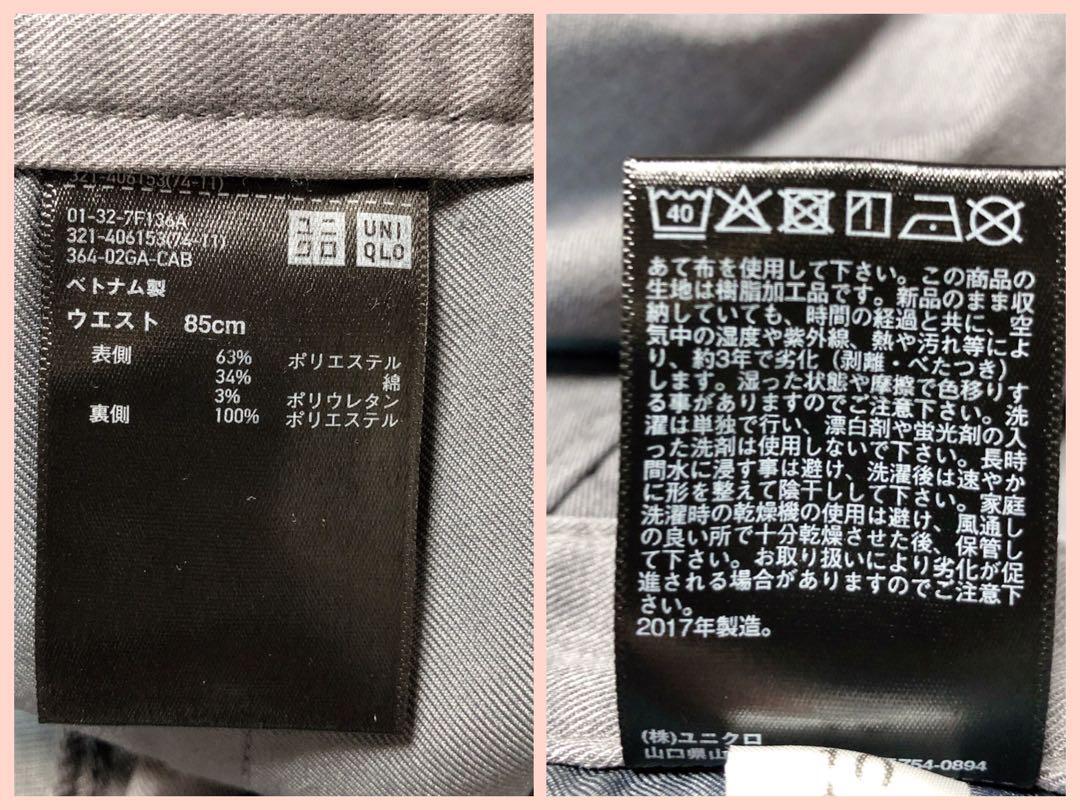 321-406153(74-11)
01-32-7F136A
321-406153(74-11)
364-02GA-CAB
ユニクロ
UNIQLO
ベトナム製
ウエスト 85cm
表側 63% ポリエステル
34% 綿
3% ポリウレタン
裏側 100% ポリエステル
40
あて布を使用して下さい。この商品の
生地は樹脂加工品です。新品のまま収
納していても、時間の経過と共に、空
気中の湿度や紫外線、熱や汚れ等によ
り、約3年で劣化（剥離・べたつき）
します。湿った状態や摩擦で色移りす
る事がありますのでご注意下さい。洗
濯は単独で行い、漂白剤や蛍光剤の入
った洗剤は使用しないで下さい。長時
間水に浸す事は避け、洗濯後は速やか
に形を整えて陰干しして下さい。家庭
洗濯時の乾燥機の使用は避け、風通し
の良い所で十分乾燥させた後、保管し
て下さい。お取り扱いにより劣化が促
進される場合がありますのでご注意下
さい。
2017年製造。
(株)ユニクロ
山口県山
754-0894